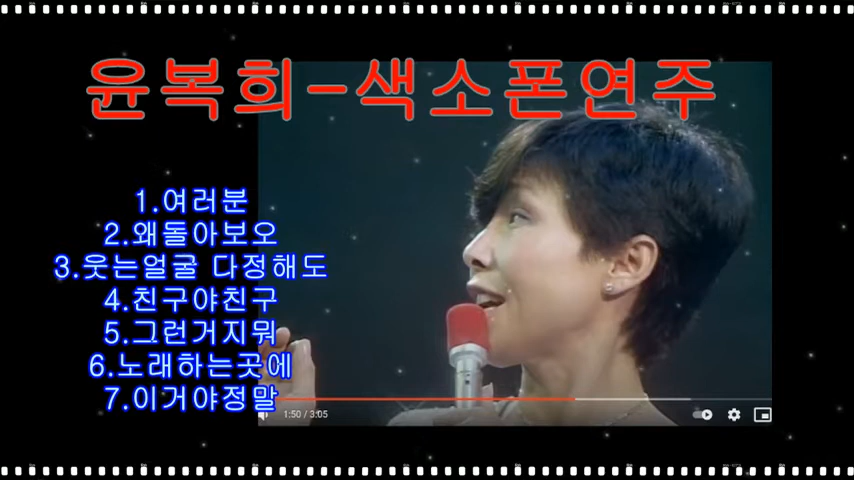 윤복희-색소폰연주
1.여러분
2.왜돌아보오
3.웃는얼굴 다정해도
4.친구야친구
5.그런거지뭐
6.노래하는곳에
7.이거야정말
1:50 / 3:05